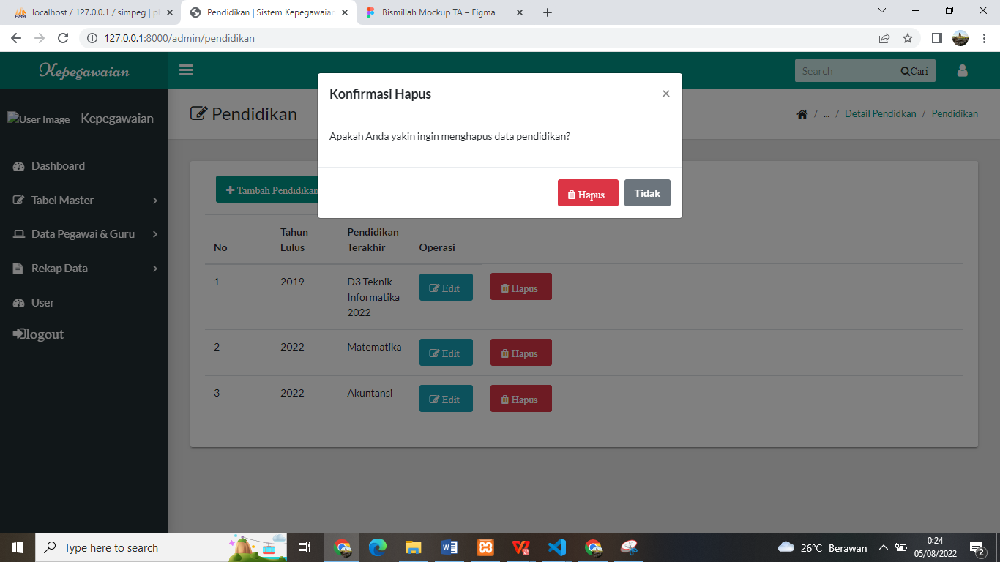 localhost / 127.0.0.1 / simpeg | p
Pendidikan | Sistem Kepegawaian
Bismillah Mockup TA – Figma
127.0.0.1:8000/admin/pendidikan
Kepegawaian
Search
Cari
User Image
Kepegawaian
Dashboard
Tabel Master
Data Pegawai & Guru
Rekap Data
User
logout
Pendidikan
/ ... / Detail Pendidkan / Pendidikan
Konfirmasi Hapus
×
Apakah Anda yakin ingin menghapus data pendidikan?
Hapus
Tidak
Tambah Pendidikan
No Tahun Lulus Pendidikan Terakhir Operasi
1 2019 D3 Teknik Informatika 2022 Edit Hapus
2 2022 Matematika Edit Hapus
3 2022 Akuntansi Edit Hapus
Type here to search
26°C Berawan
0:24
05/08/2022
2